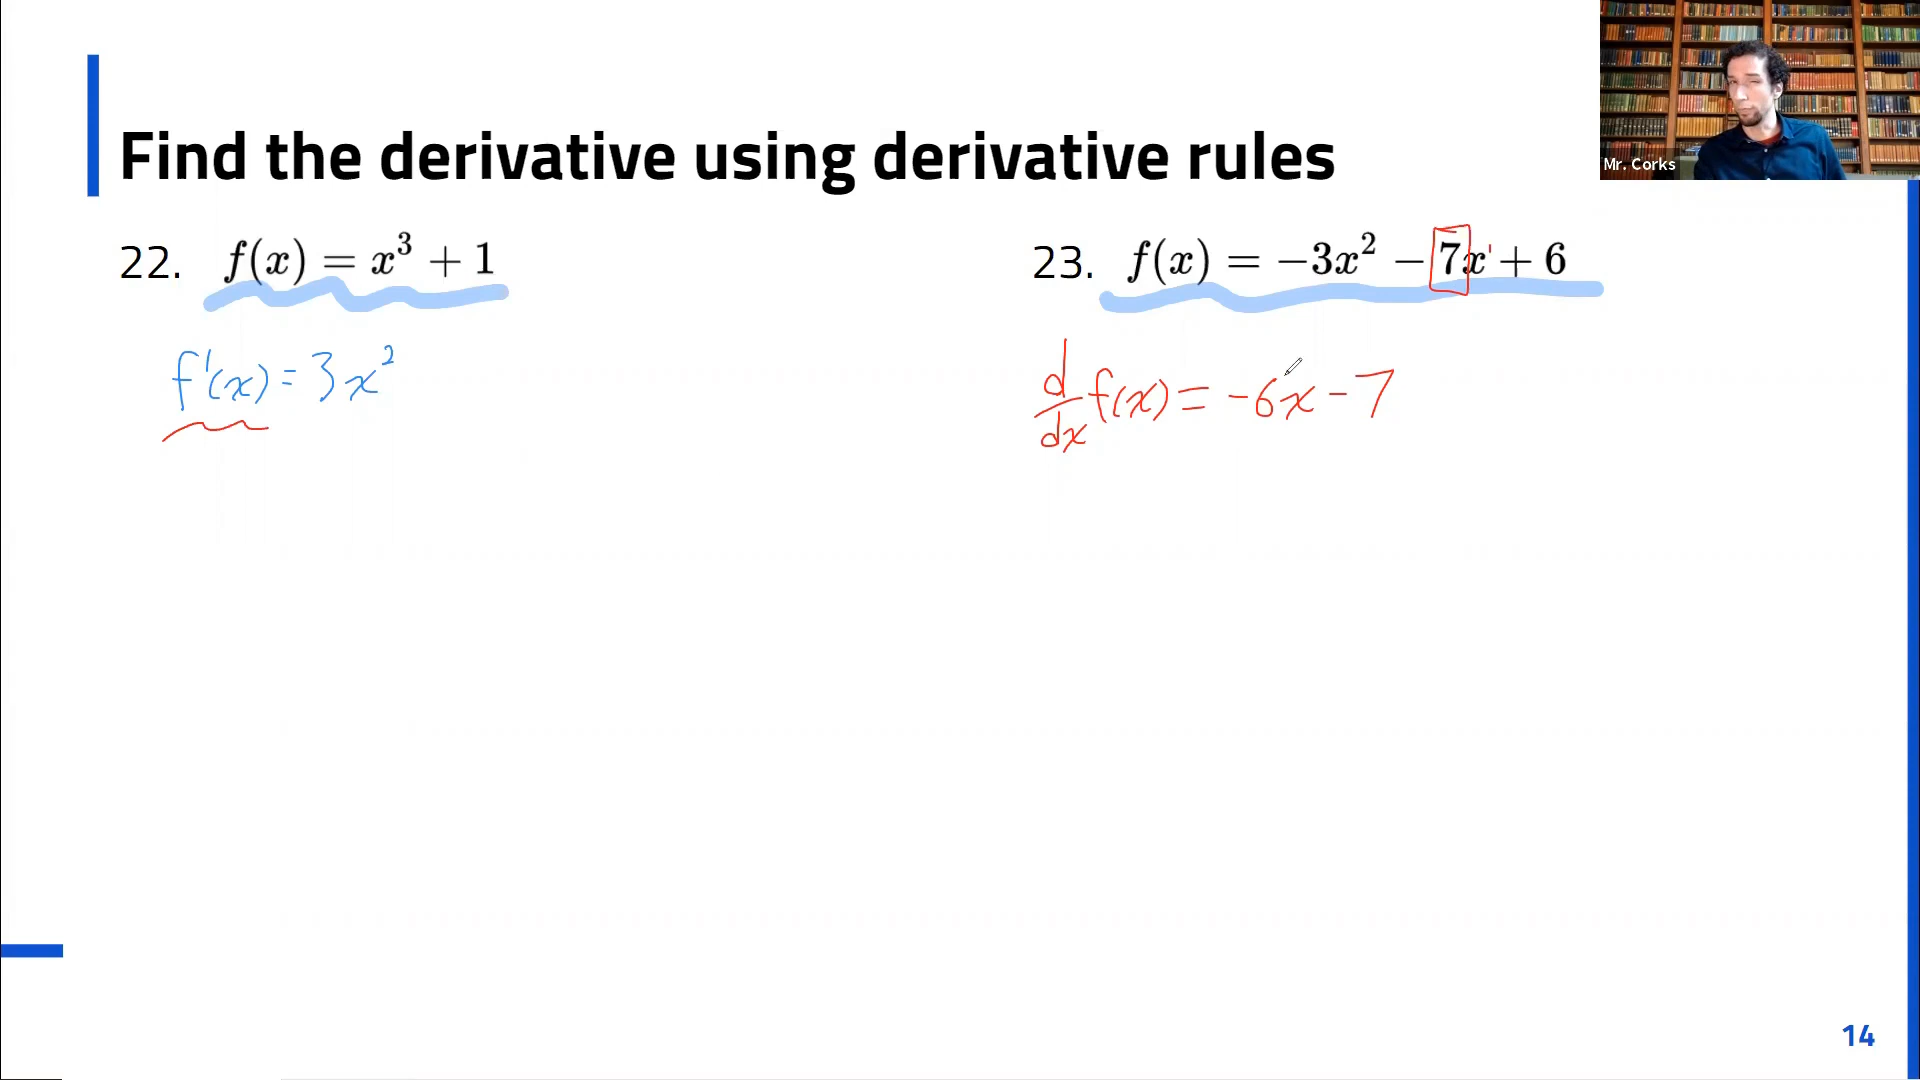 Find the derivative using derivative rules
Mr. Corks
22. f(x) = x³ + 1
f'(x) = 3x²
23. f(x) = −3x² − 7x¹ + 6
d/dx f(x) = −6x − 7
14